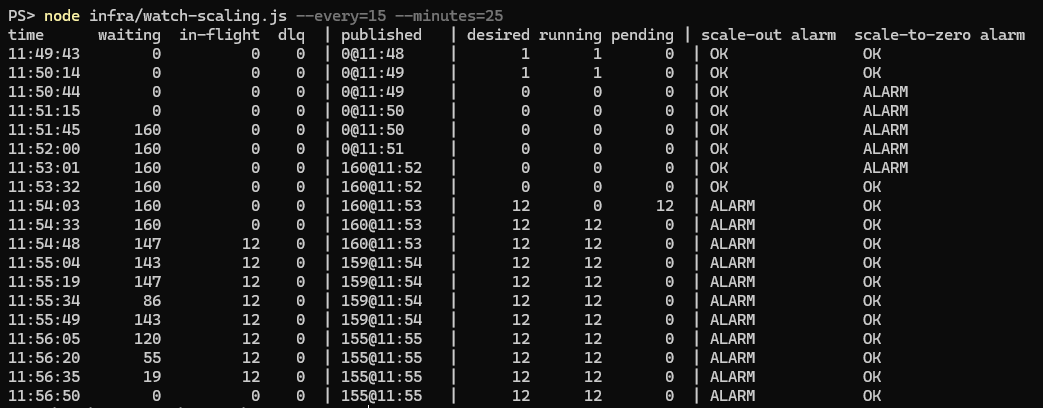 PS> node infra/watch-scaling.js --every=15 --minutes=25
time waiting in-flight dlq | published | desired running pending | scale-out alarm scale-to-zero alarm
11:49:43 0 0 0 | 0@11:48 | 1 1 0 | OK OK
11:50:14 0 0 0 | 0@11:49 | 1 1 0 | OK OK
11:50:44 0 0 0 | 0@11:49 | 0 0 0 | OK ALARM
11:51:15 0 0 0 | 0@11:50 | 0 0 0 | OK ALARM
11:51:45 160 0 0 | 0@11:50 | 0 0 0 | OK ALARM
11:52:00 160 0 0 | 0@11:51 | 0 0 0 | OK ALARM
11:53:01 160 0 0 | 160@11:52 | 0 0 0 | OK ALARM
11:53:32 160 0 0 | 160@11:52 | 0 0 0 | OK OK
11:54:03 160 0 0 | 160@11:53 | 12 0 12 | ALARM OK
11:54:33 160 0 0 | 160@11:53 | 12 12 0 | ALARM OK
11:54:48 147 12 0 | 160@11:53 | 12 12 0 | ALARM OK
11:55:04 143 12 0 | 159@11:54 | 12 12 0 | ALARM OK
11:55:19 147 12 0 | 159@11:54 | 12 12 0 | ALARM OK
11:55:34 86 12 0 | 159@11:54 | 12 12 0 | ALARM OK
11:55:49 143 12 0 | 159@11:54 | 12 12 0 | ALARM OK
11:56:05 120 12 0 | 155@11:55 | 12 12 0 | ALARM OK
11:56:20 55 12 0 | 155@11:55 | 12 12 0 | ALARM OK
11:56:35 19 12 0 | 155@11:55 | 12 12 0 | ALARM OK
11:56:50 0 0 0 | 155@11:55 | 12 12 0 | ALARM OK